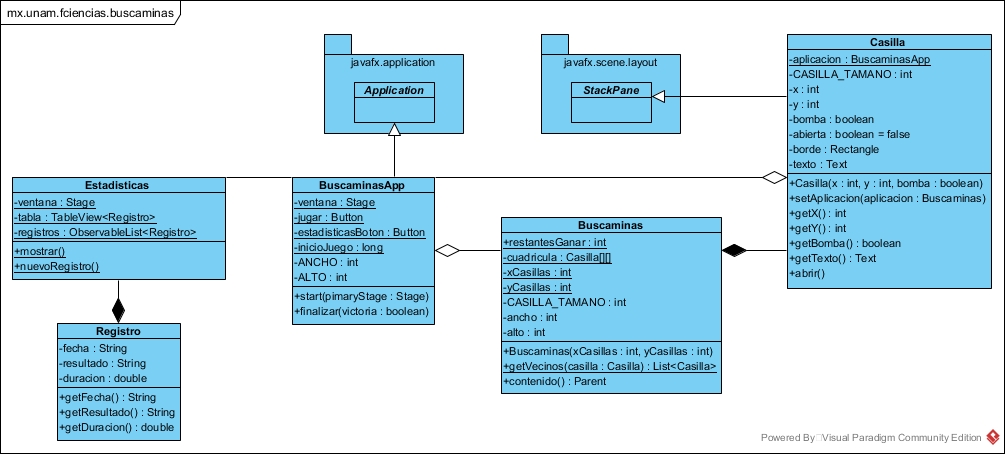 mx.unam.fciencias.buscaminas
javafx.application
Application
javafx.scene.layout
StackPane
Casilla
-aplicacion : BuscaminasApp
-CASILLA_TAMANO : int
-x : int
-y : int
-bomba : boolean
-abierta : boolean = false
-borde : Rectangle
-texto : Text
+Casilla(x : int, y : int, bomba : boolean)
+setAplicacion(aplicacion : Buscaminas)
+getX() : int
+getY() : int
+getBomba() : boolean
+getTexto() : Text
+abrir()
Estadisticas
-ventana : Stage
-tabla : TableView<Registro>
-registros : ObservableList<Registro>
+mostrar()
+nuevoRegistro()
BuscaminasApp
-ventana : Stage
-jugar : Button
-estadisticasBoton : Button
-inicioJuego : long
-ANCHO : int
-ALTO : int
+start(pimaryStage : Stage)
+finalizar(victoria : boolean)
Buscaminas
+restantesGanar : int
-cuadricula : Casilla[][]
-xCasillas : int
-yCasillas : int
-CASILLA_TAMANO : int
-ancho : int
-alto : int
+Buscaminas(xCasillas : int, yCasillas : int)
+getVecinos(casilla : Casilla) : List<Casilla>
+contenido() : Parent
Registro
-fecha : String
-resultado : String
-duracion : double
+getFecha() : String
+getResultado() : String
+getDuracion() : double
Powered By Visual Paradigm Community Edition